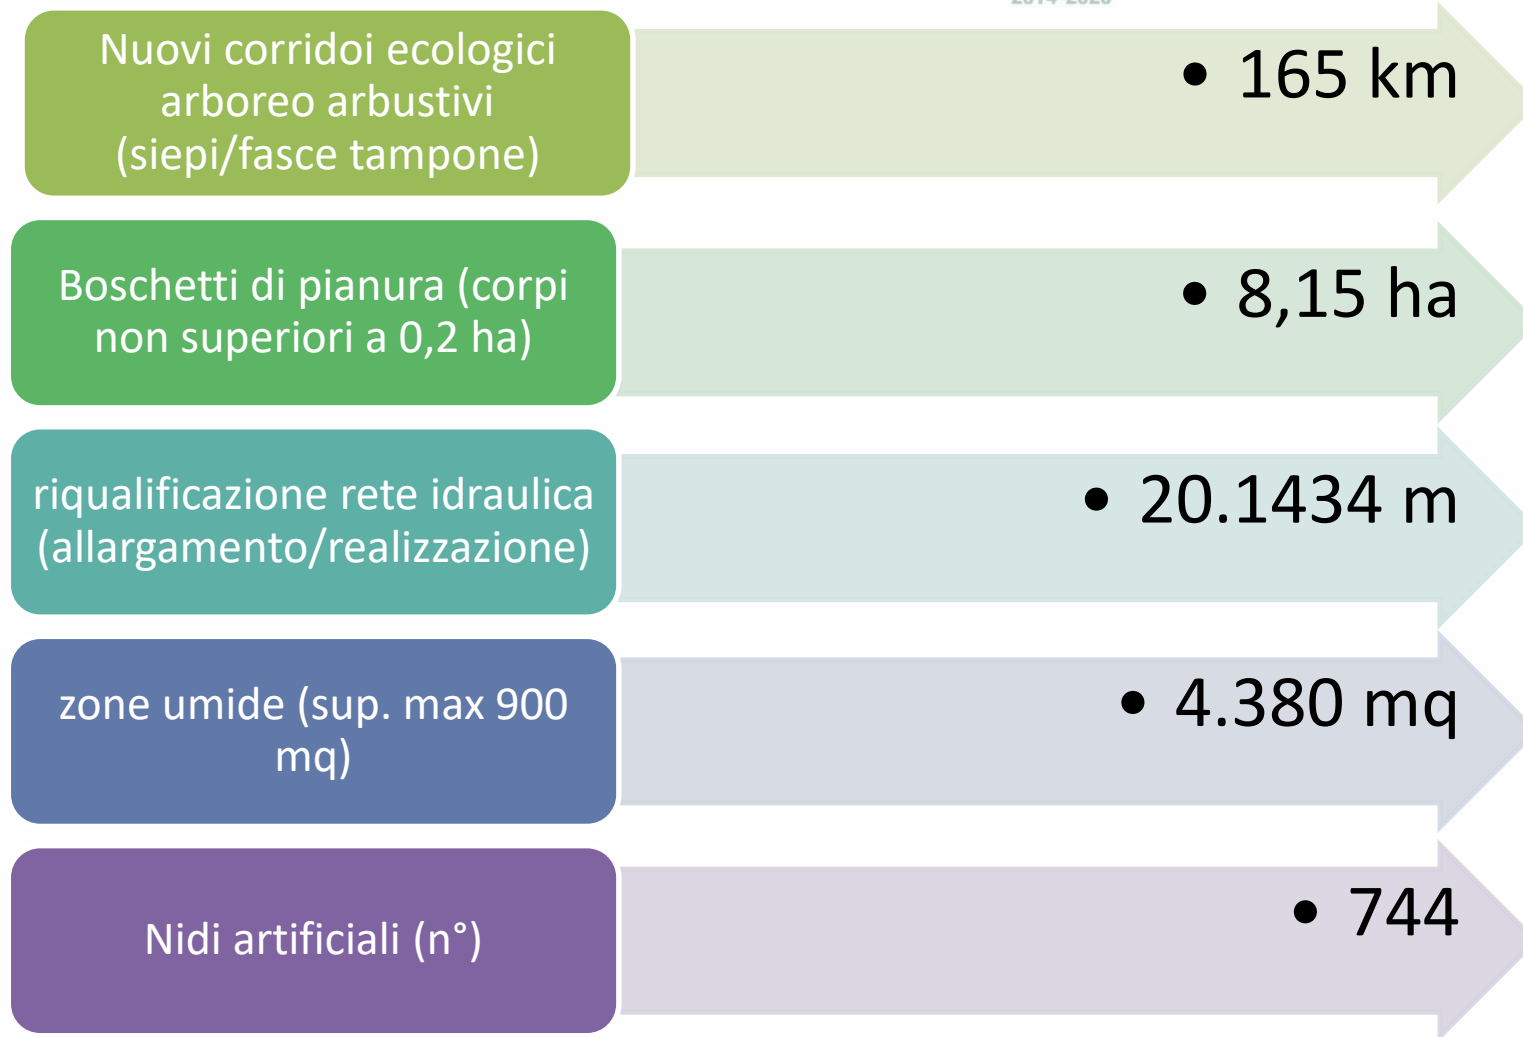 2014-2020
Nuovi corridoi ecologici
arboreo arbustivi
(siepi/fasce tampone)
• 165 km
Boschetti di pianura (corpi
non superiori a 0,2 ha)
• 8,15 ha
riqualificazione rete idraulica
(allargamento/realizzazione)
• 20.1434 m
zone umide (sup. max 900
mq)
• 4.380 mq
Nidi artificiali (n°)
• 744